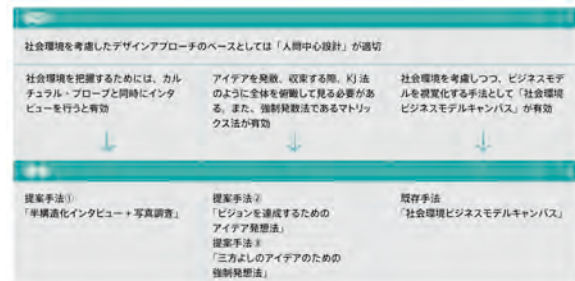 社会環境を考慮したデザインアプローチのベースとしては「人間中心設計」が適切
社会環境を把握するためには、カル
チュラル・プローブと同時にインタ
ビューを行うと有効
アイデアを発散、収束する際、KJ法
のように全体を俯瞰して見る必要があ
る。また、強制発散法であるマトリッ
クス法が有効
社会環境を考慮しつつ、ビジネスモデ
ルを視覚化する手法として「社会環境
ビジネスモデルキャンバス」が有効
提案手法①
「半構造化インタビュー+写真調査」
提案手法②
「ビジョンを達成するための
アイデア発想法」
提案手法③
「三方よしのアイデアのための
強制発想法」
既存手法
「社会環境ビジネスモデルキャンバス」